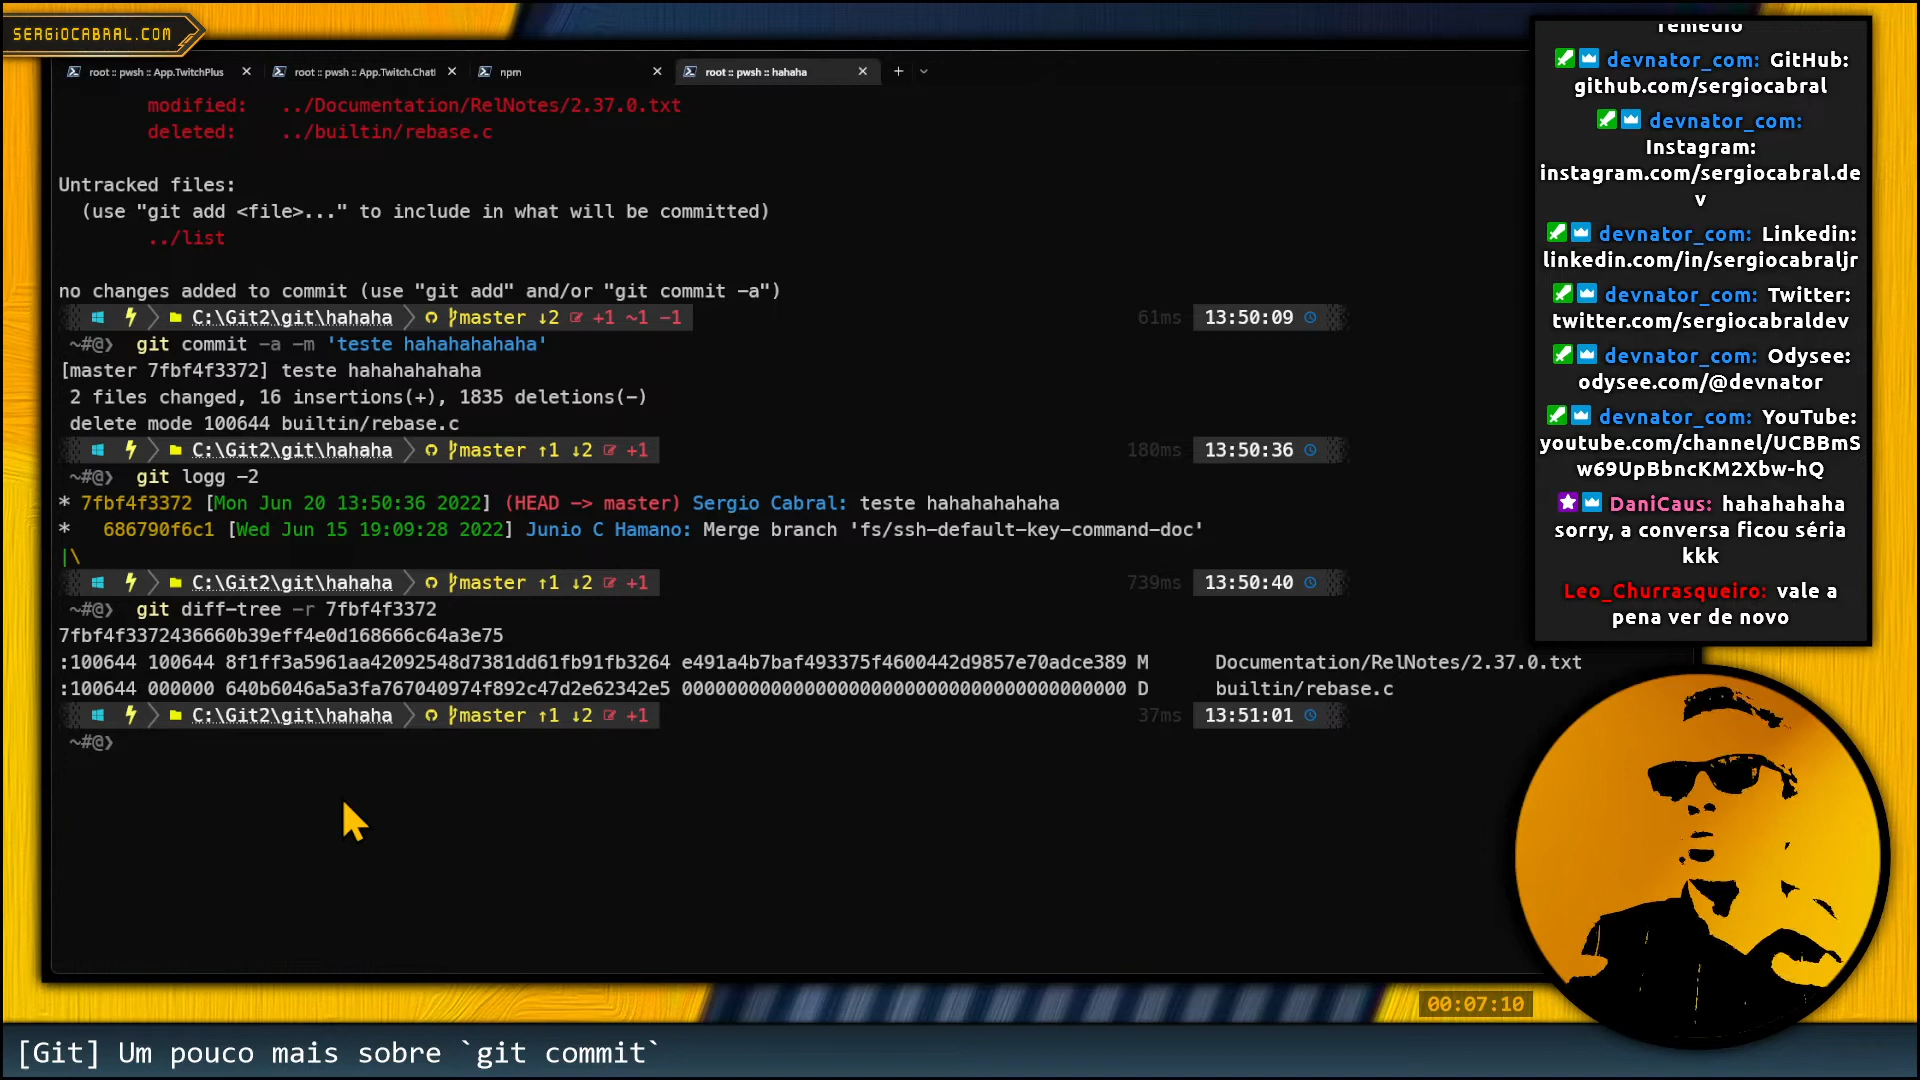 SERGIOCABRAL.COM
root :: pwsh :: App.TwitchPlus
root :: pwsh :: App.Twitch.Chatl
npm
root :: pwsh :: hahaha
modified: ../Documentation/RelNotes/2.37.0.txt
deleted: ../builtin/rebase.c
Untracked files:
(use "git add <file>..." to include in what will be committed)
../list
no changes added to commit (use "git add" and/or "git commit -a")
C:\Git2\git\hahaha master ↓2 +1 ~1 -1 61ms 13:50:09
~#@❯ git commit -a -m 'teste hahahahahaha'
[master 7fbf4f3372] teste hahahahahaha
2 files changed, 16 insertions(+), 1835 deletions(-)
delete mode 100644 builtin/rebase.c
C:\Git2\git\hahaha master ↑1 ↓2 +1 180ms 13:50:36
~#@❯ git logg -2
* 7fbf4f3372 [Mon Jun 20 13:50:36 2022] (HEAD -> master) Sergio Cabral: teste hahahahahaha
* 686790f6c1 [Wed Jun 15 19:09:28 2022] Junio C Hamano: Merge branch 'fs/ssh-default-key-command-doc'
|\
C:\Git2\git\hahaha master ↑1 ↓2 +1 739ms 13:50:40
~#@❯ git diff-tree -r 7fbf4f3372
7fbf4f3372436660b39eff4e0d168666c64a3e75
:100644 100644 8f1ff3a5961aa42092548d7381dd61fb91fb3264 e491a4b7baf493375f4600442d9857e70adce389 M Documentation/RelNotes/2.37.0.txt
:100644 000000 640b6046a5a3fa767040974f892c47d2e62342e5 0000000000000000000000000000000000000000 D builtin/rebase.c
C:\Git2\git\hahaha master ↑1 ↓2 +1 37ms 13:51:01
~#@❯
remedio
devnator_com: GitHub:
github.com/sergiocabral
devnator_com:
Instagram:
instagram.com/sergiocabral.de
v
devnator_com: Linkedin:
linkedin.com/in/sergiocabraljr
devnator_com: Twitter:
twitter.com/sergiocabraldev
devnator_com: Odysee:
odysee.com/@devnator
devnator_com: YouTube:
youtube.com/channel/UCBBmS
w69UpBbncKM2Xbw-hQ
DaniCaus: hahahahaha
sorry, a conversa ficou séria
kkk
Leo_Churrasqueiro: vale a
pena ver de novo
00:07:10
[Git] Um pouco mais sobre `git commit`